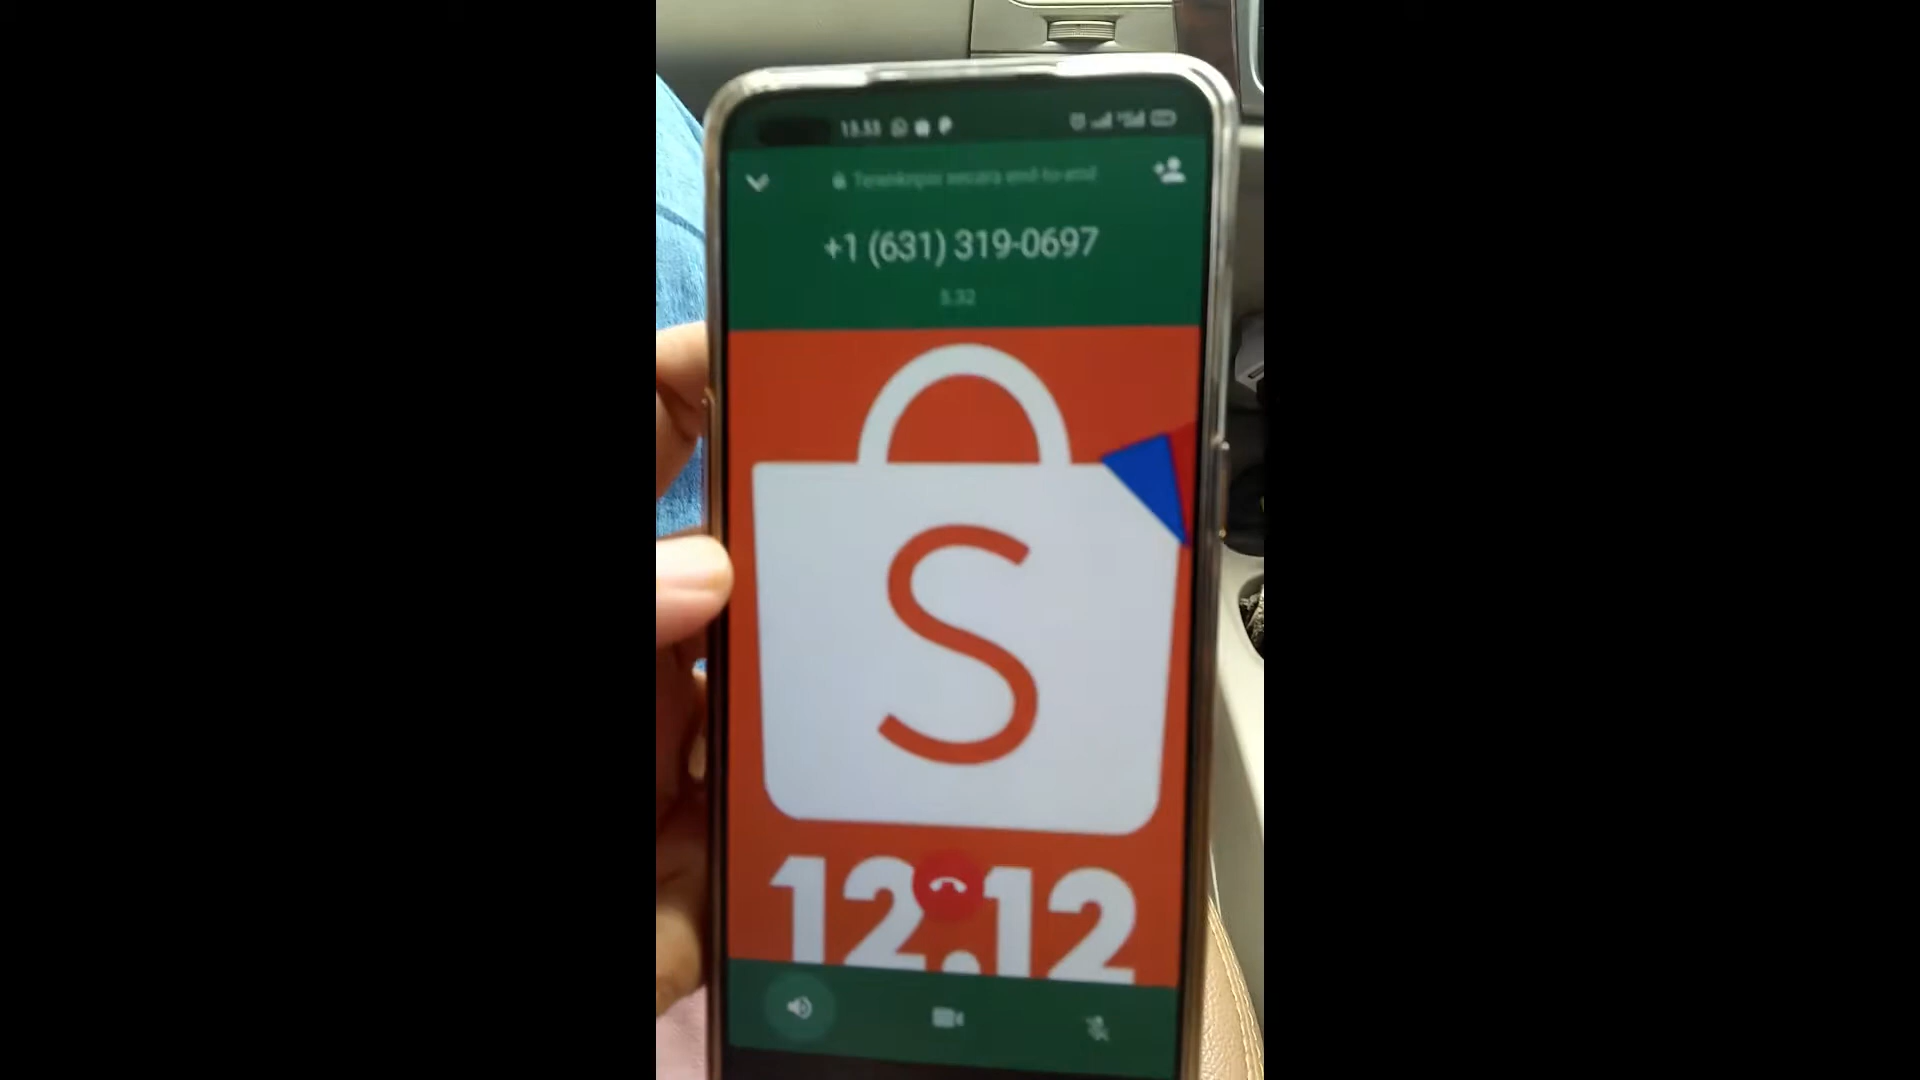 13.33
Terenkripsi secara end-to-end
+1 (631) 319-0697
5.32
S
12.12